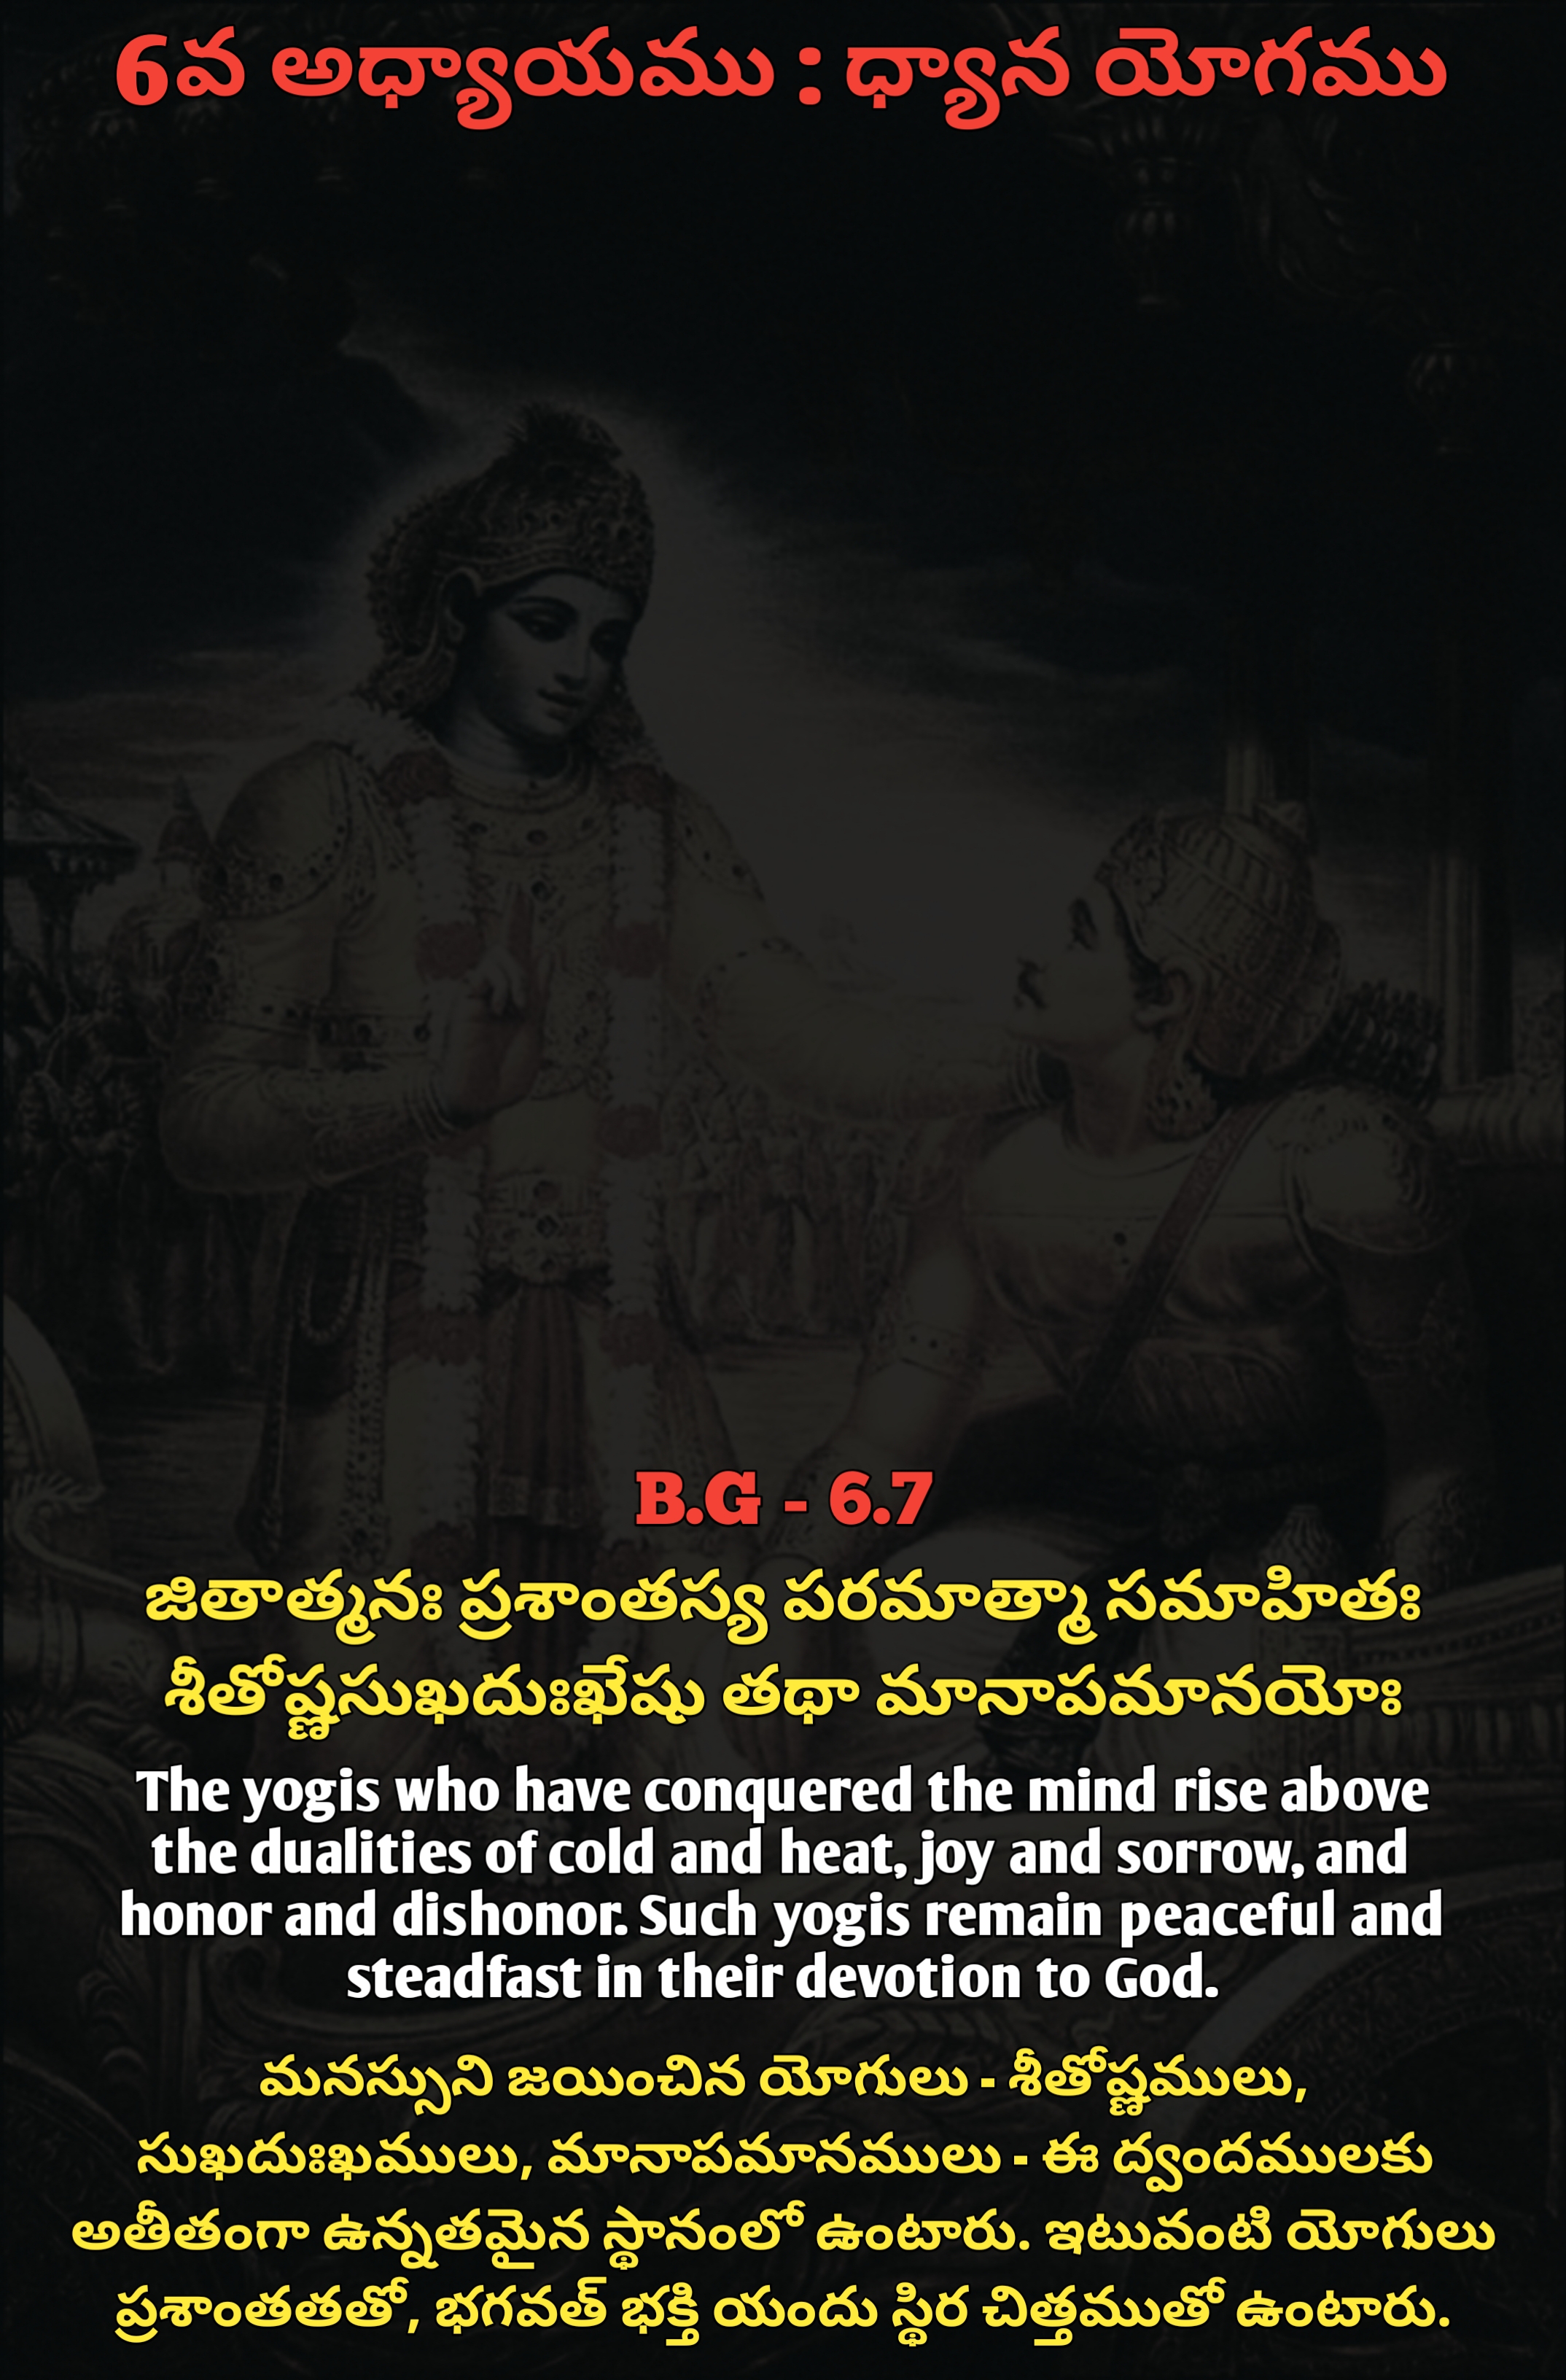 6వ అధ్యాయము : ధ్యాన యోగము
B.G - 6.7
జితాత్మనః ప్రశాంతస్య పరమాత్మా సమాహితః
శీతోష్ణసుఖదుఃఖేషు తథా మానాపమానయోః
The yogis who have conquered the mind rise above
the dualities of cold and heat, joy and sorrow, and
honor and dishonor. Such yogis remain peaceful and
steadfast in their devotion to God.
మనస్సుని జయించిన యోగులు - శీతోష్ణములు,
సుఖదుఃఖములు, మానాపమానములు - ఈ ద్వందములకు
అతీతంగా ఉన్నతమైన స్థానంలో ఉంటారు. ఇటువంటి యోగులు
ప్రశాంతతతో, భగవత్ భక్తి యందు స్థిర చిత్తముతో ఉంటారు.